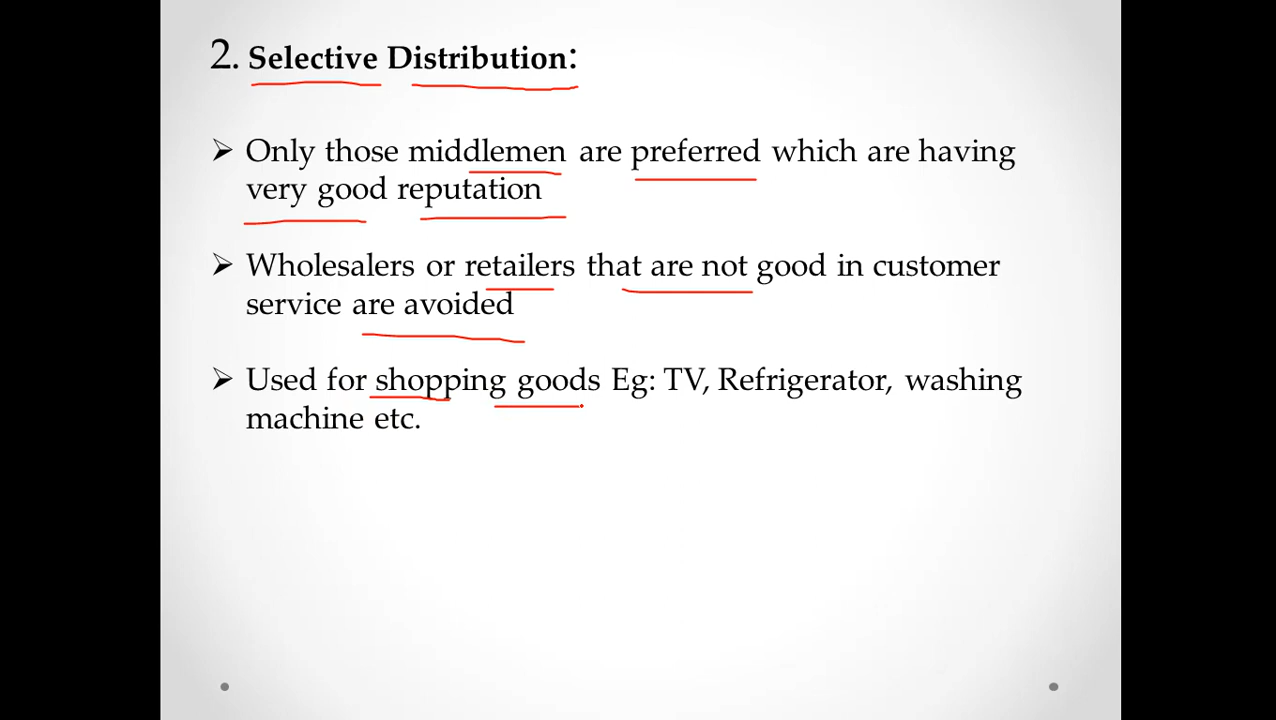 2. Selective Distribution:
➢ Only those middlemen are preferred which are having
very good reputation
➢ Wholesalers or retailers that are not good in customer
service are avoided
➢ Used for shopping goods Eg: TV, Refrigerator, washing
machine etc.